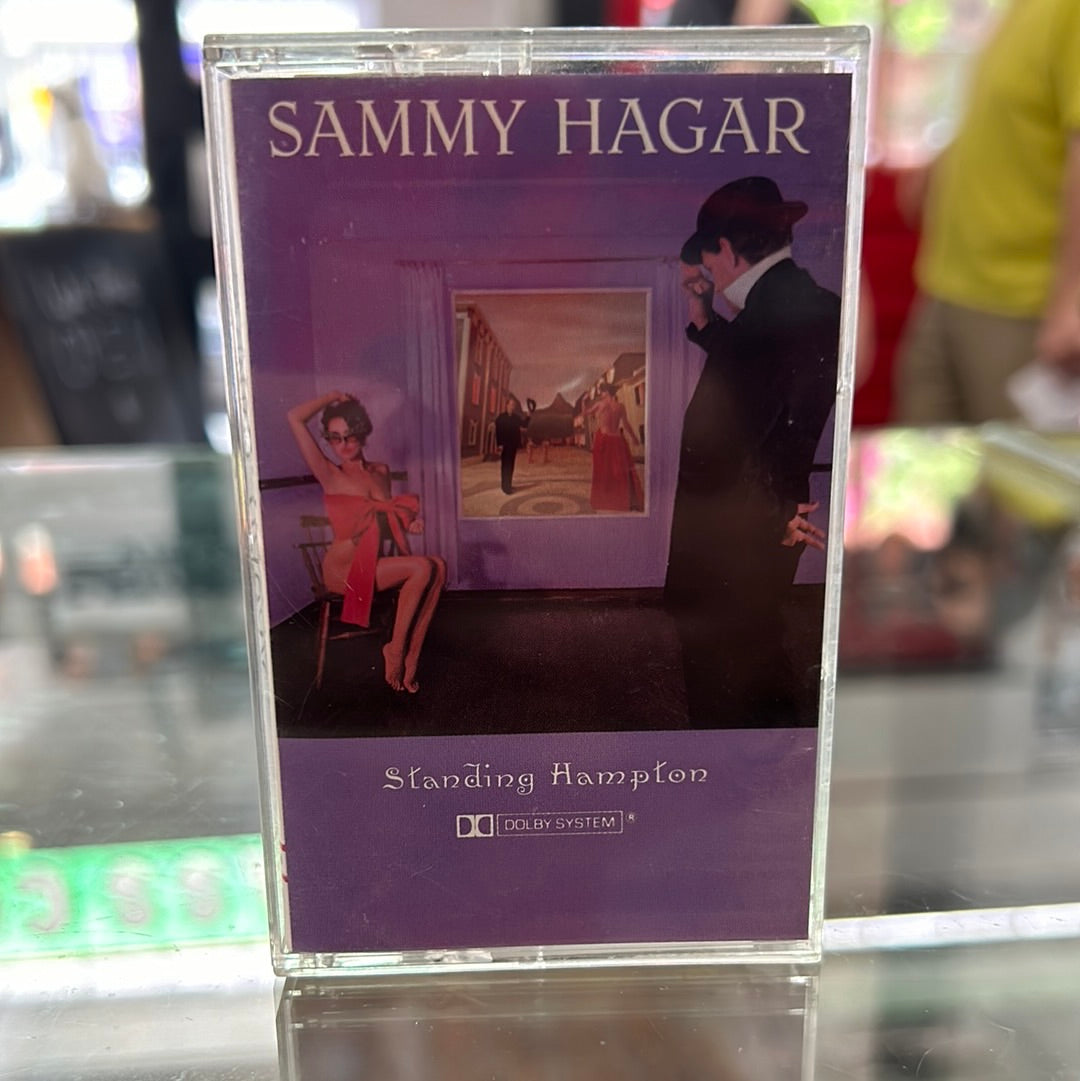 SAMMY HAGAR
Standing Hampton
DOLBY SYSTEM®